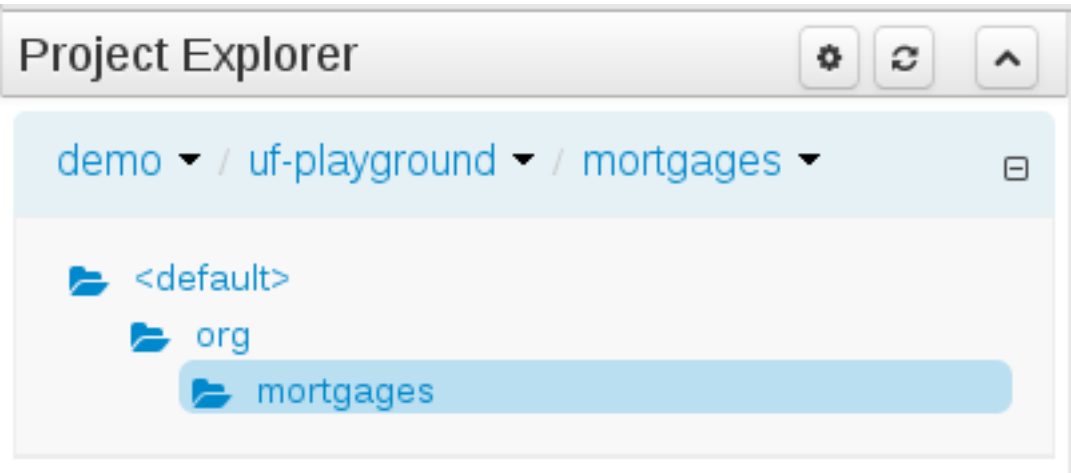 Project Explorer
demo / uf-playground / mortgages
<default>
org
mortgages